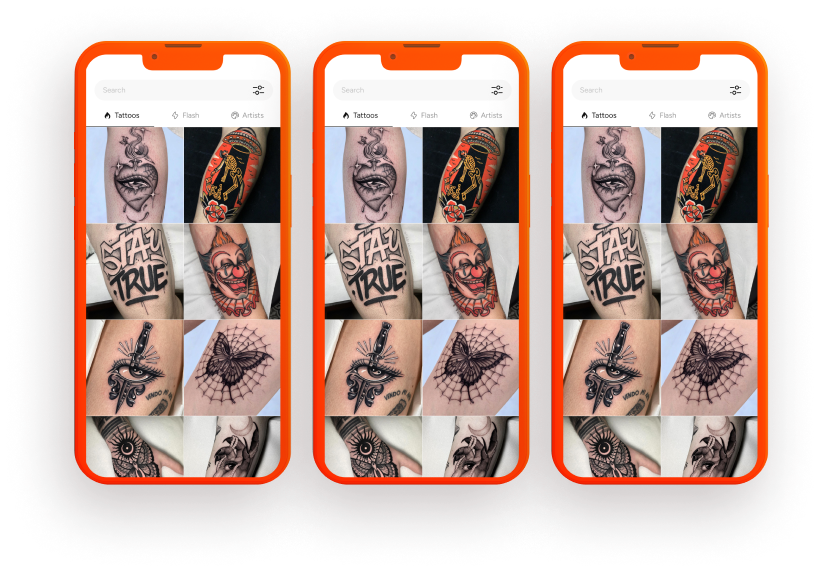 Search
Tattoos Flash Artists
STAY
TRUE.
Search
Tattoos Flash Artists
STAY
TRUE.
Search
Tattoos Flash Artists
STAY
TRUE.